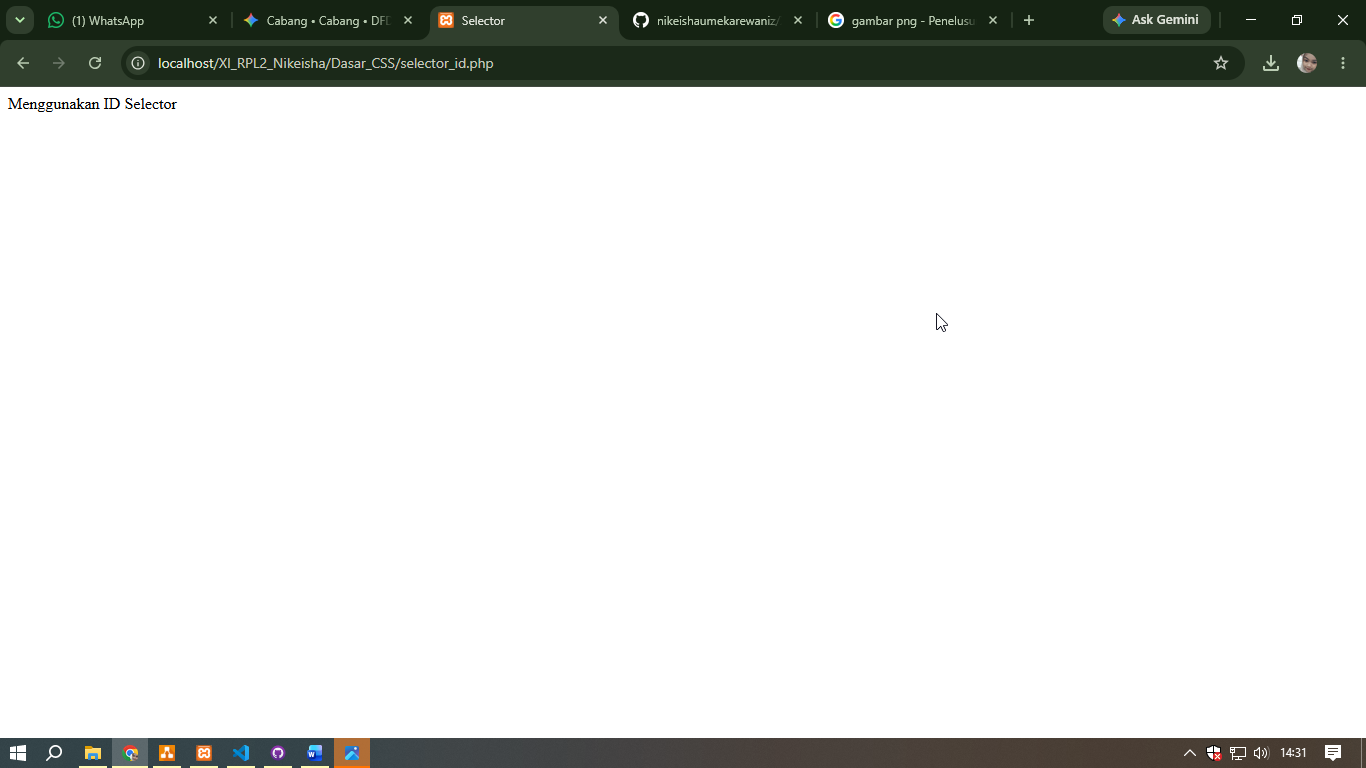 (1) WhatsApp
Cabang • Cabang • DFD
Selector
nikeishaumekarewaniz/
gambar png - Penelusu
Ask Gemini
localhost/XI_RPL2_Nikeisha/Dasar_CSS/selector_id.php
Menggunakan ID Selector
14:31